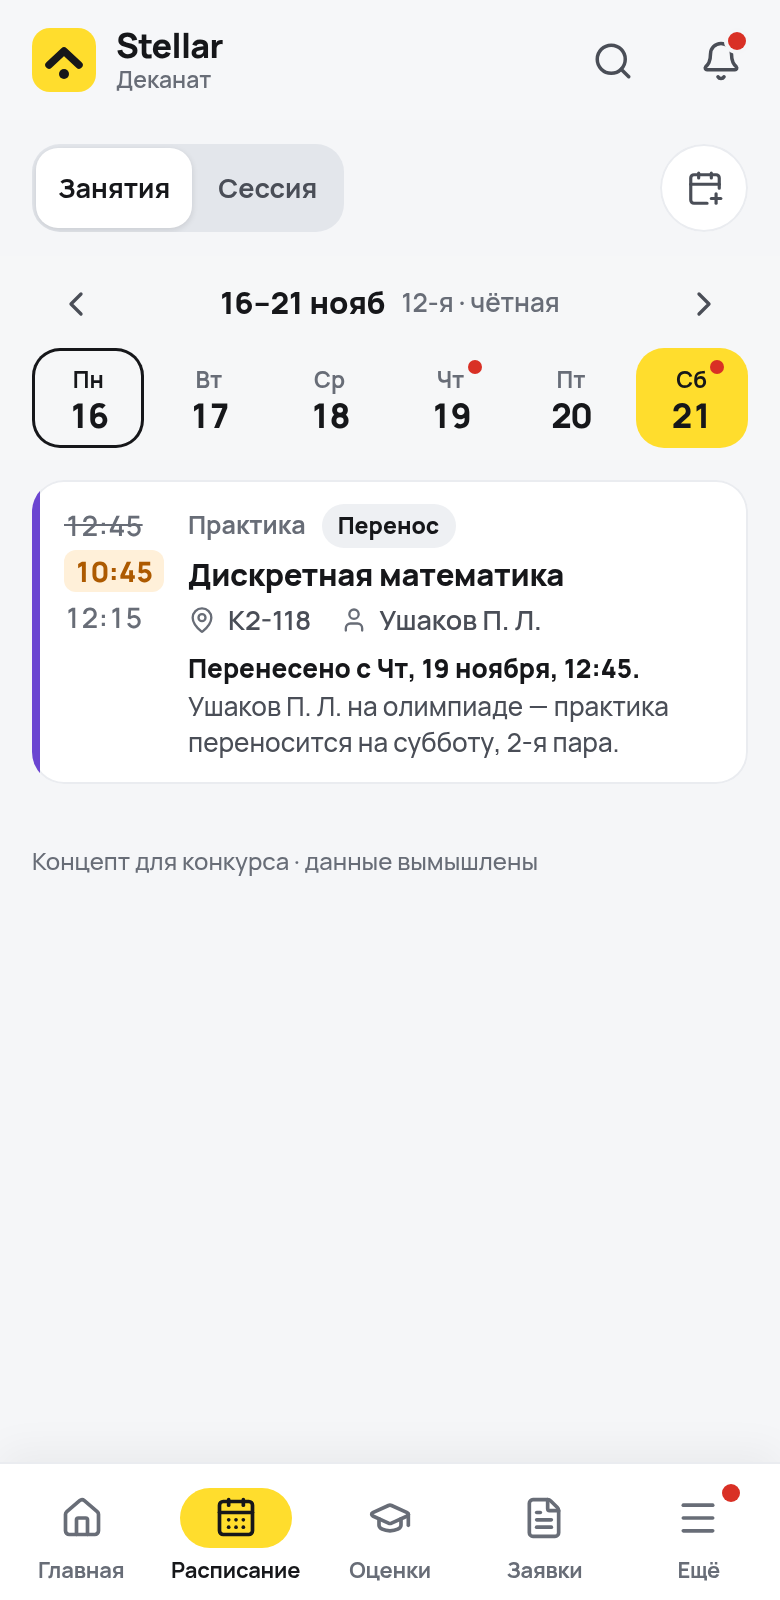 Stellar
Деканат
Занятия Сессия
16–21 нояб 12-я · чётная
Пн Вт Ср Чт Пт Сб
16 17 18 19 20 21
12:45 Практика Перенос
10:45 Дискретная математика
12:15 К2-118 Ушаков П. Л.
Перенесено с Чт, 19 ноября, 12:45.
Ушаков П. Л. на олимпиаде — практика
переносится на субботу, 2-я пара.
Концепт для конкурса · данные вымышлены
Главная Расписание Оценки Заявки Ещё